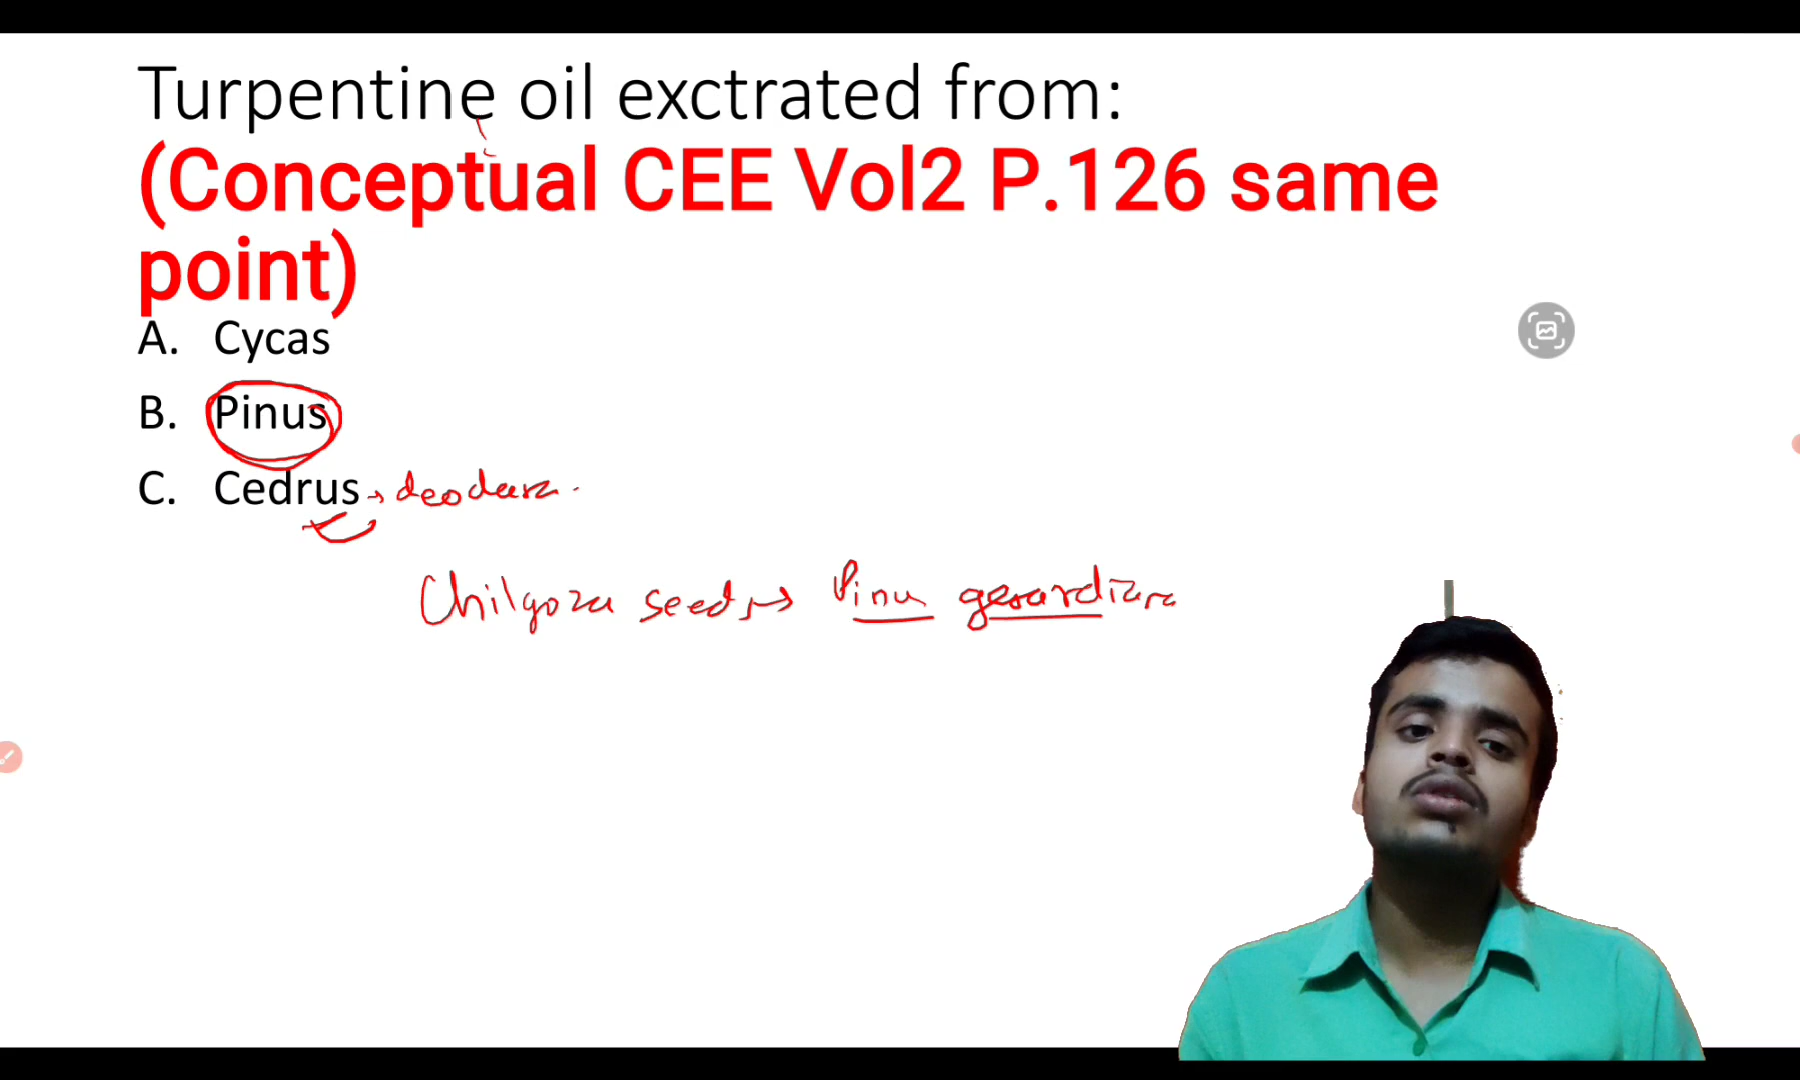 Turpentine oil exctrated from:
(Conceptual CEE Vol2 P.126 same
point)
A. Cycas
B. Pinus
C. Cedrus → deodara.
Chilgoza seeds → Pinus gerardiana